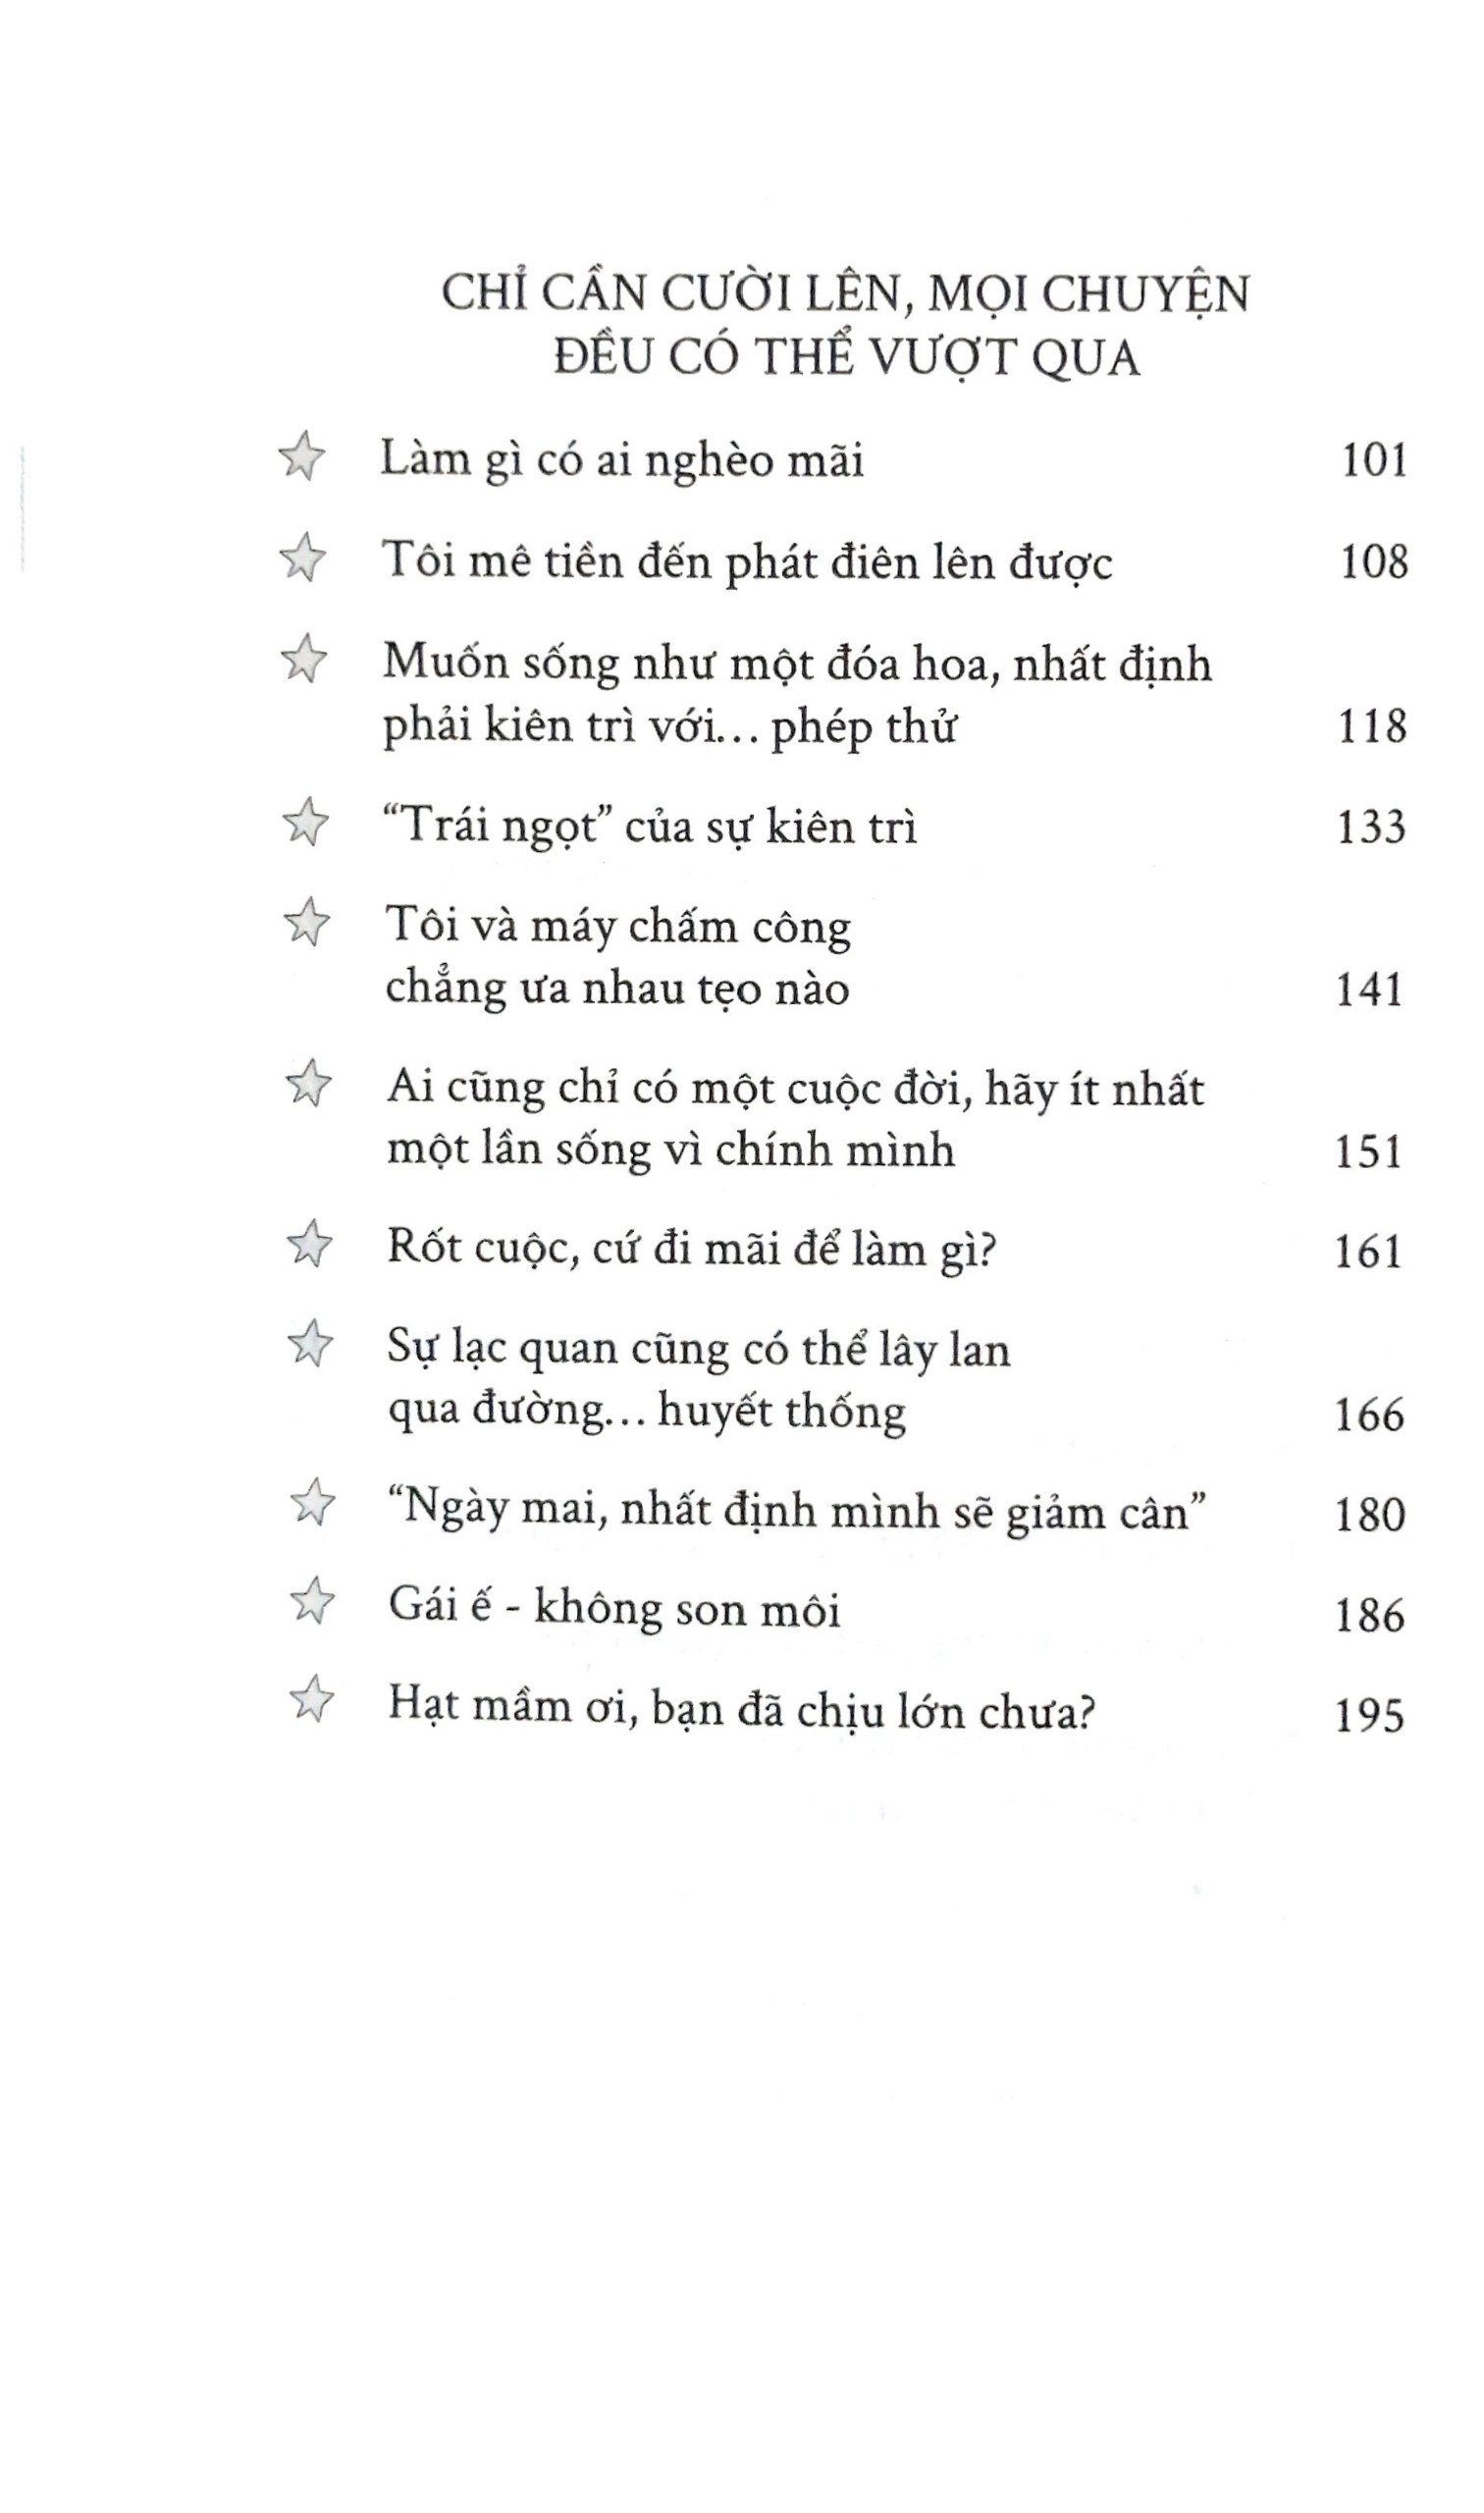 CHỈ CẦN CƯỜI LÊN, MỌI CHUYỆN
ĐỀU CÓ THỂ VƯỢT QUA
Làm gì có ai nghèo mãi 101
Tôi mê tiền đến phát điên lên được 108
Muốn sống như một đóa hoa, nhất định
phải kiên trì với... phép thử 118
“Trái ngọt” của sự kiên trì 133
Tôi và máy chấm công
chẳng ưa nhau tẹo nào 141
Ai cũng chỉ có một cuộc đời, hãy ít nhất
một lần sống vì chính mình 151
Rốt cuộc, cứ đi mãi để làm gì? 161
Sự lạc quan cũng có thể lây lan
qua đường... huyết thống 166
“Ngày mai, nhất định mình sẽ giảm cân” 180
Gái ế - không son môi 186
Hạt mầm ơi, bạn đã chịu lớn chưa? 195